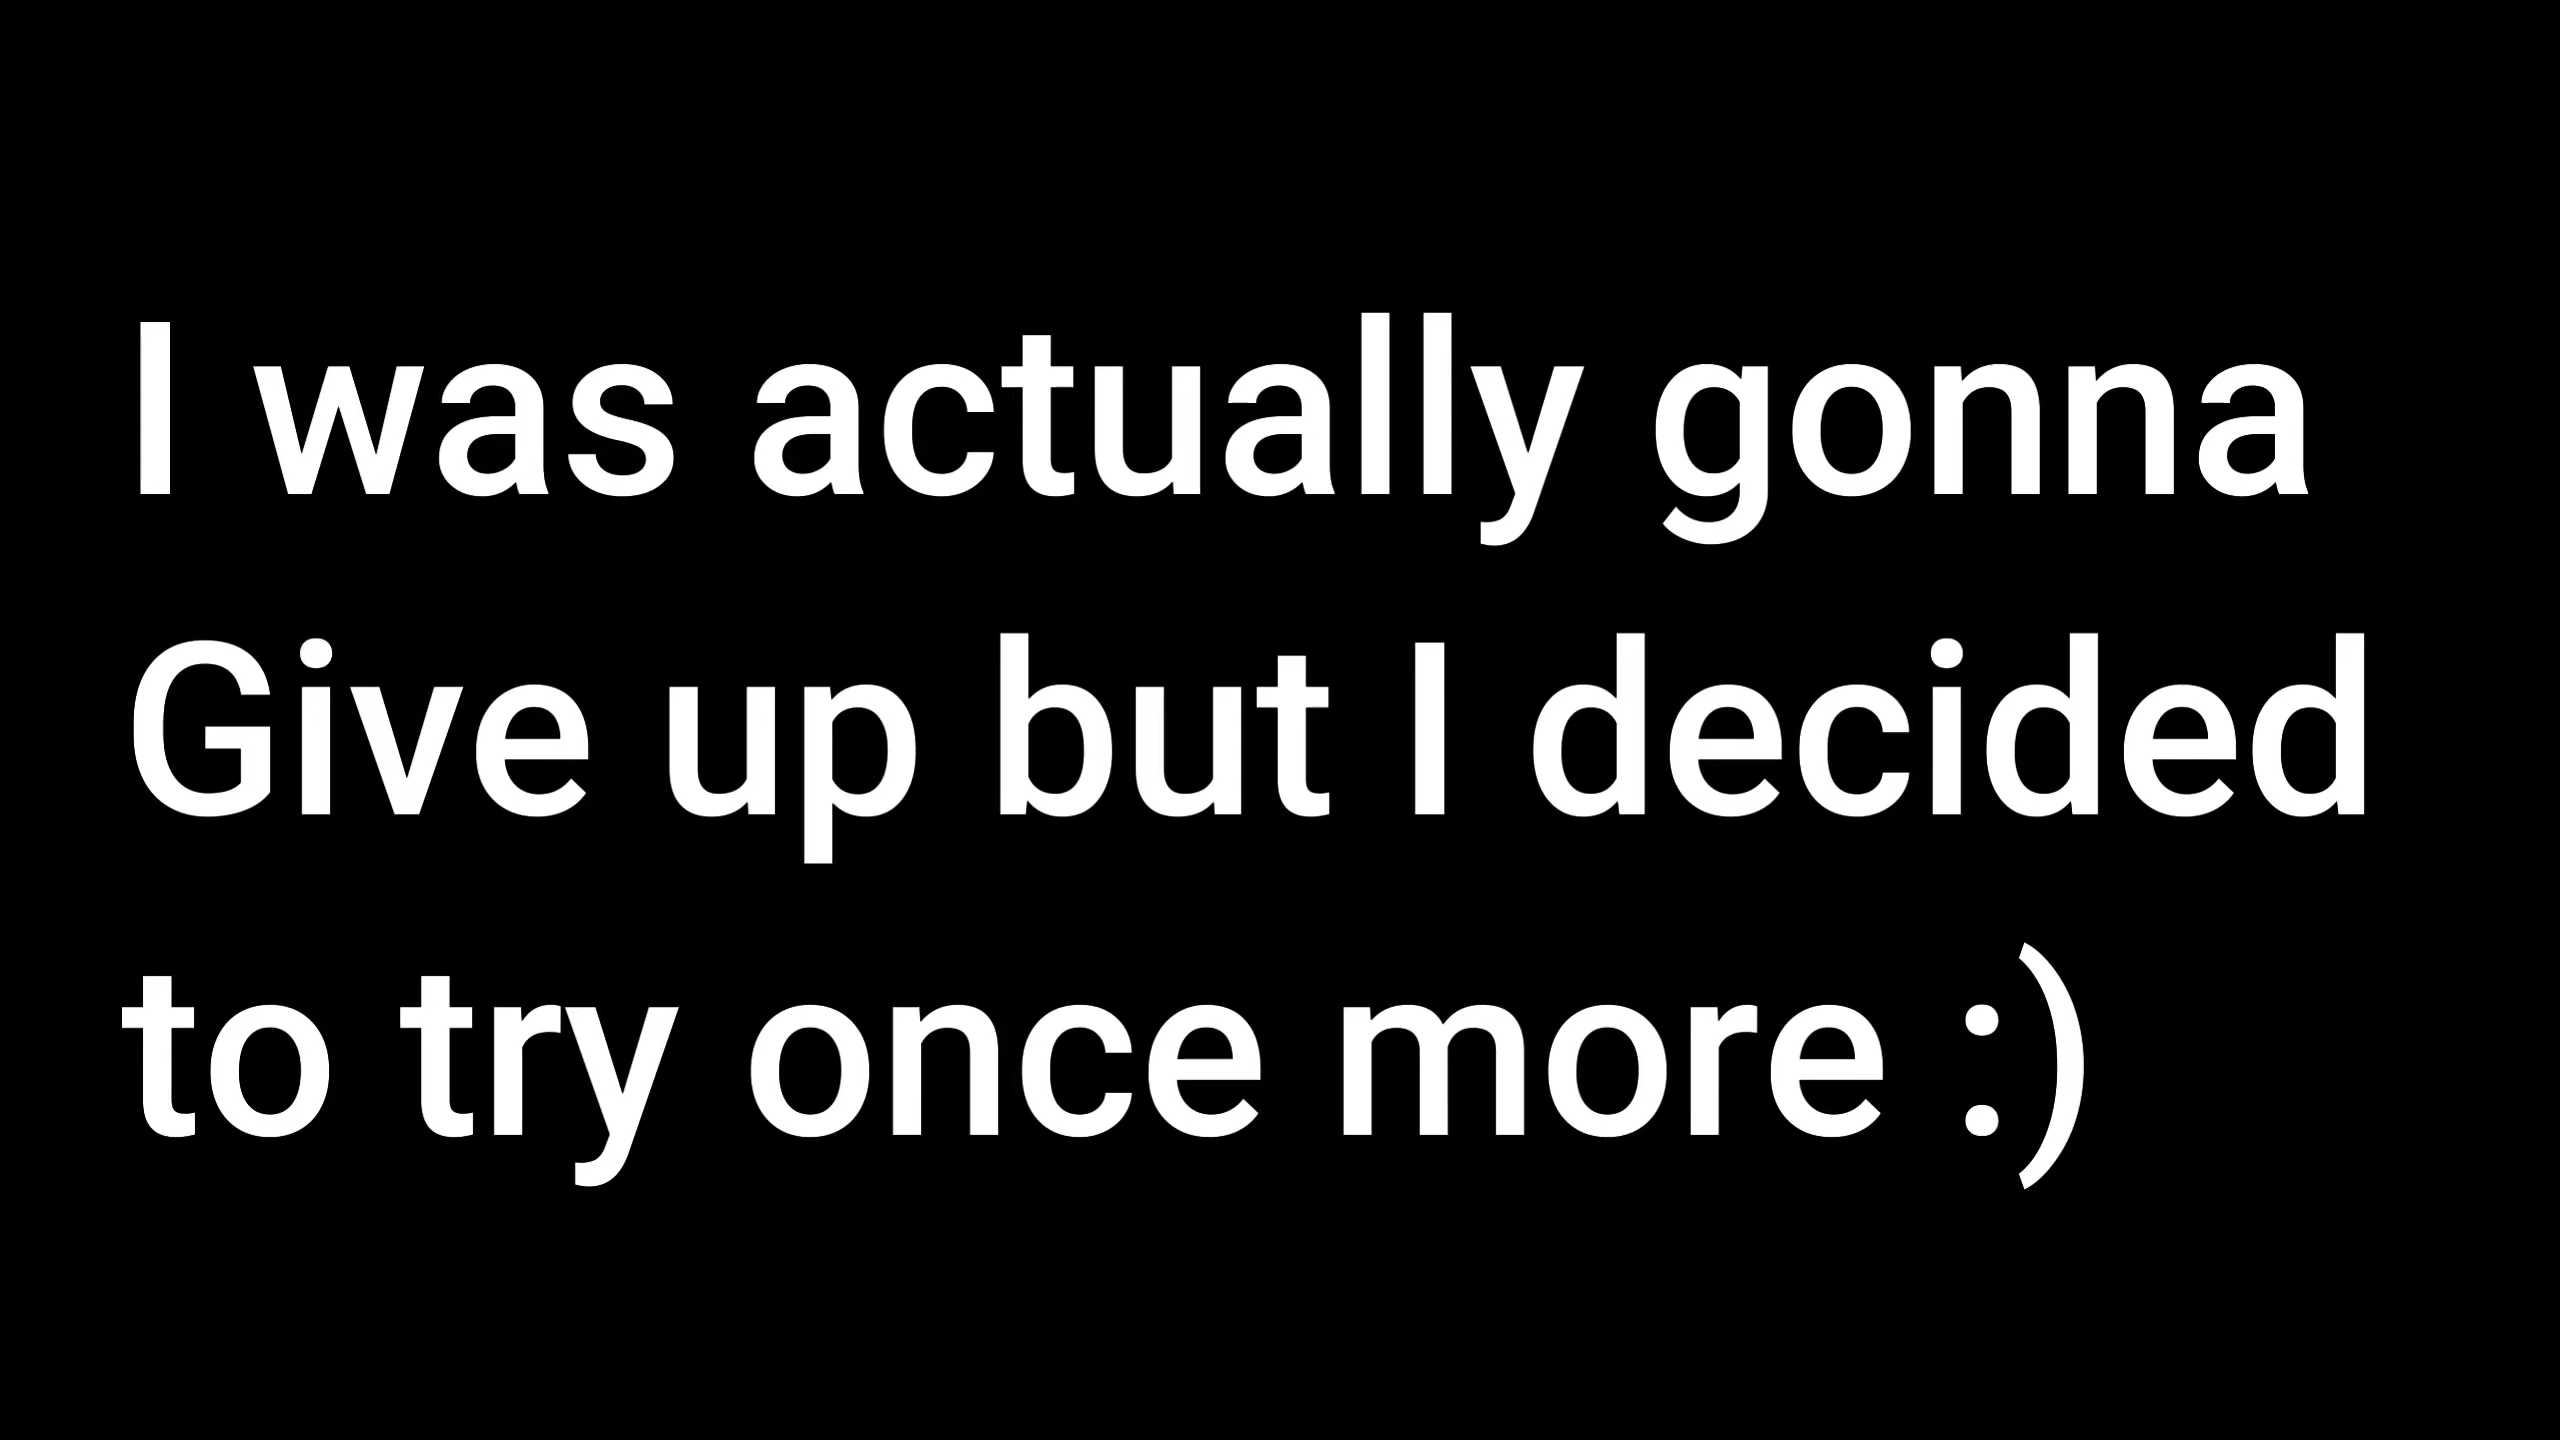 I was actually gonna
Give up but I decided
to try once more :)